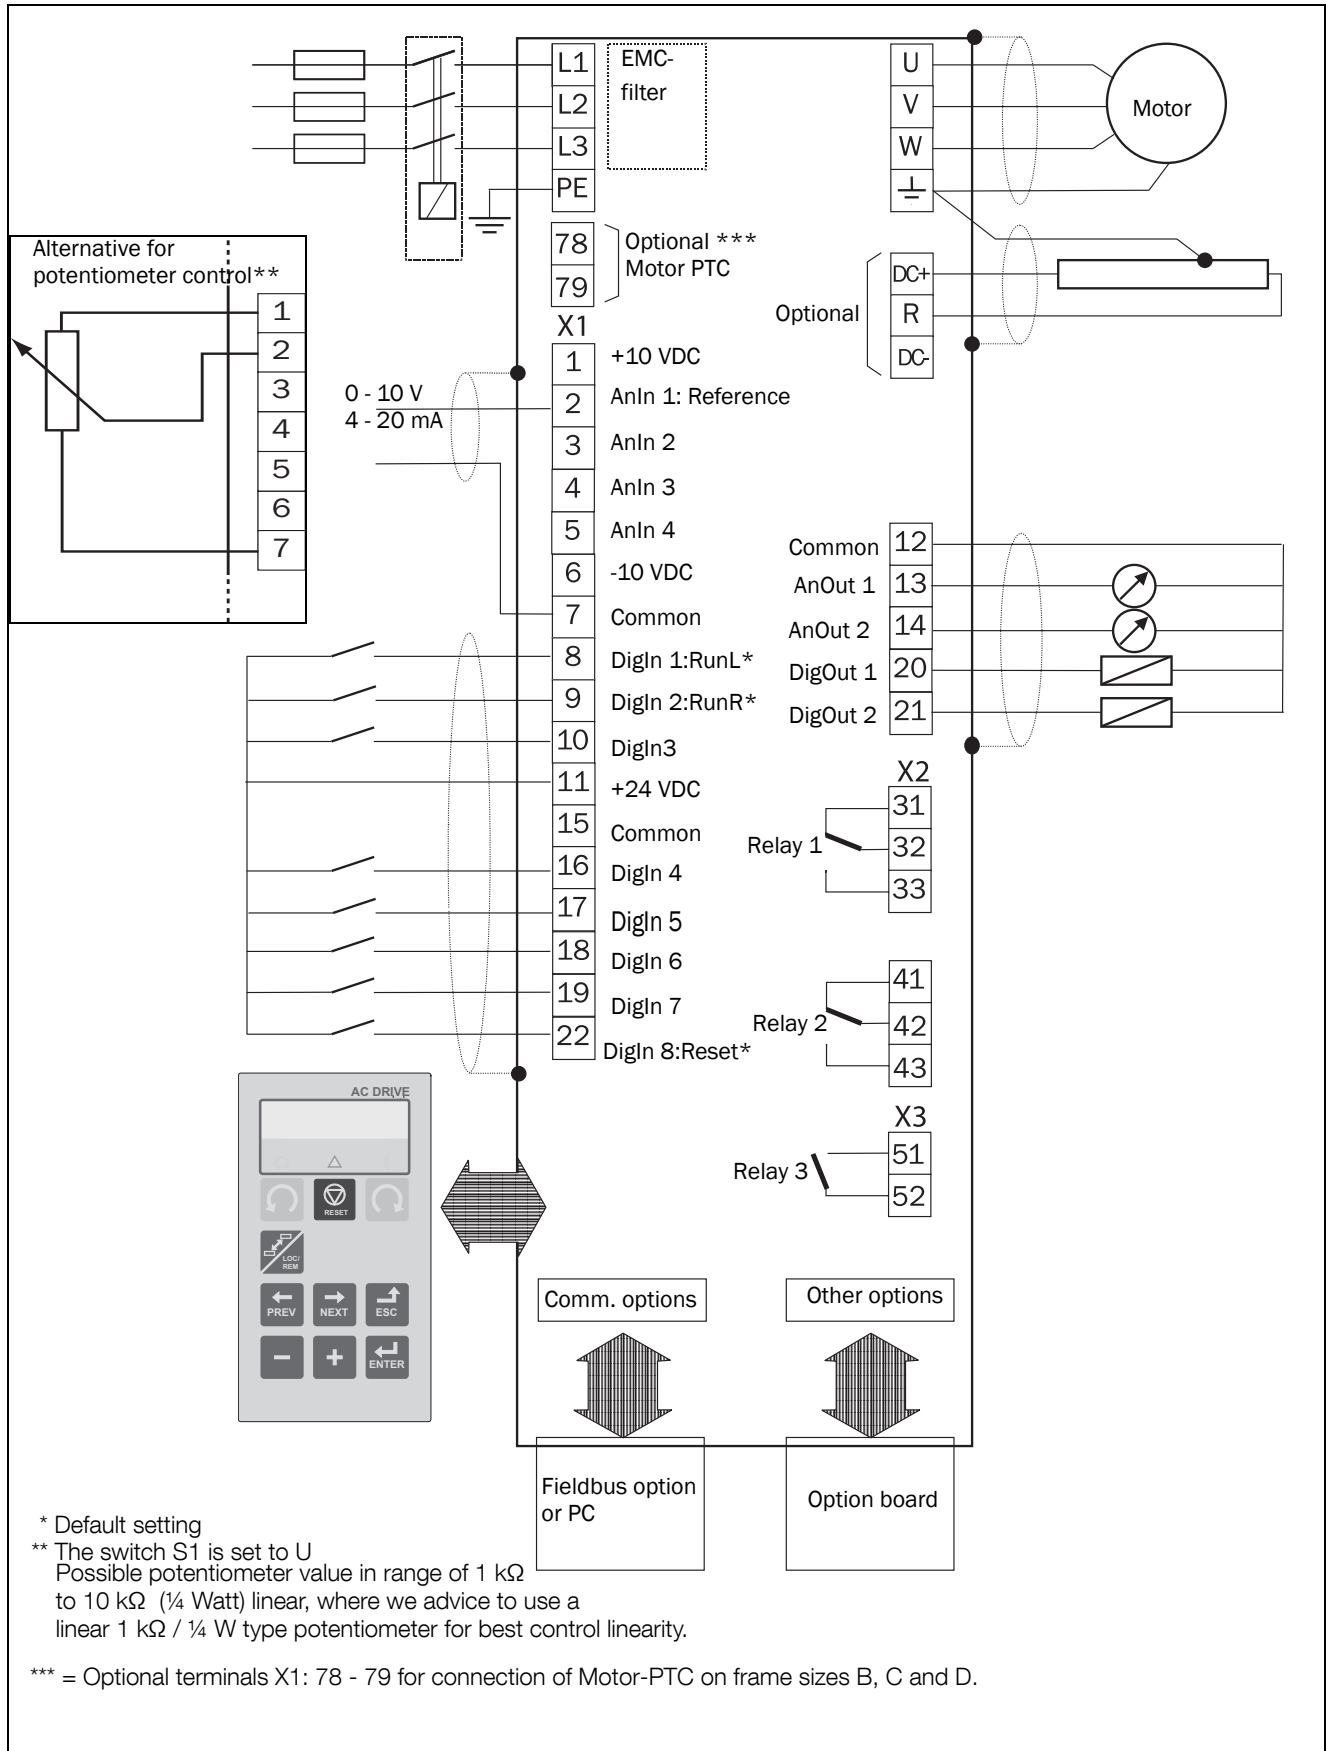 L1
L2
L3
PE
EMC-
filter
U
V
W
Motor
78
79
Optional ***
Motor PTC
DC+
R
DC-
Optional
Alternative for
potentiometer control**
1
2
3
4
5
6
7
0 - 10 V
4 - 20 mA
X1
1 +10 VDC
2 AnIn 1: Reference
3 AnIn 2
4 AnIn 3
5 AnIn 4
6 -10 VDC
7 Common
8 DigIn 1:RunL*
9 DigIn 2:RunR*
10 DigIn3
11 +24 VDC
15 Common
16 DigIn 4
17 DigIn 5
18 DigIn 6
19 DigIn 7
22 DigIn 8:Reset*
Common 12
AnOut 1 13
AnOut 2 14
DigOut 1 20
DigOut 2 21
X2
31
Relay 1 32
33
41
Relay 2 42
43
X3
51
Relay 3
52
AC DRIVE
RESET
LOC/
REM
PREV
NEXT
ESC
−
+
ENTER
Comm. options
Other options
Fieldbus option
or PC
Option board
* Default setting
** The switch S1 is set to U
Possible potentiometer value in range of 1 kΩ
to 10 kΩ (¼ Watt) linear, where we advice to use a
linear 1 kΩ / ¼ W type potentiometer for best control linearity.
*** = Optional terminals X1: 78 - 79 for connection of Motor-PTC on frame sizes B, C and D.